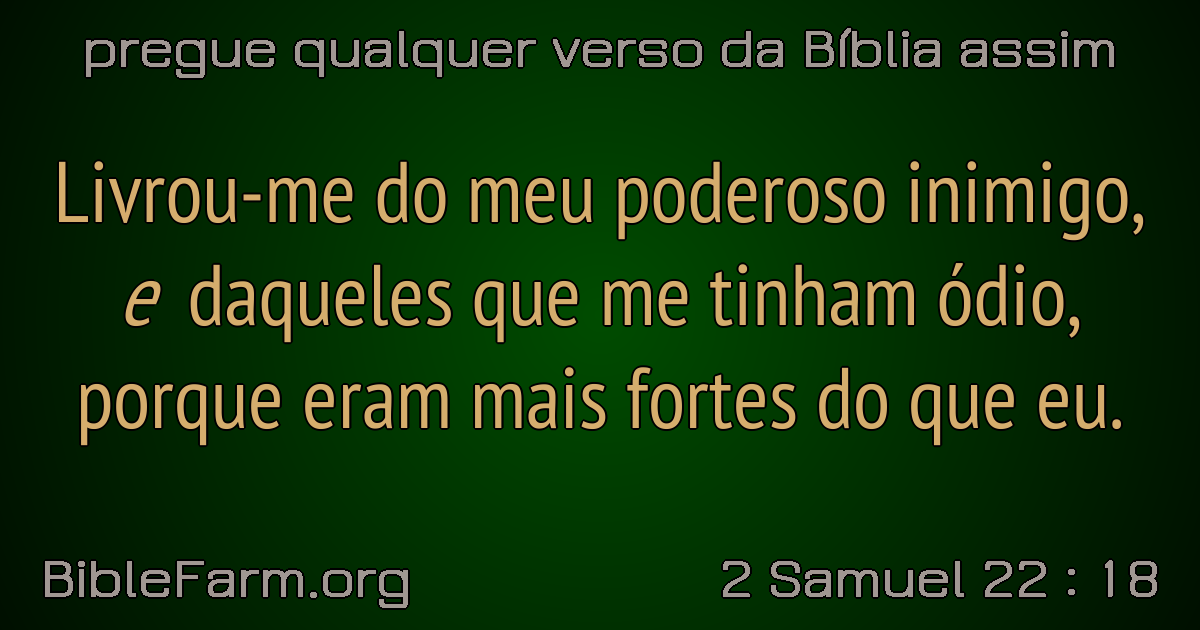 pregue qualquer verso da Bíblia assim
Livrou-me do meu poderoso inimigo,
e daqueles que me tinham ódio,
porque eram mais fortes do que eu.
BibleFarm.org
2 Samuel 22 : 18